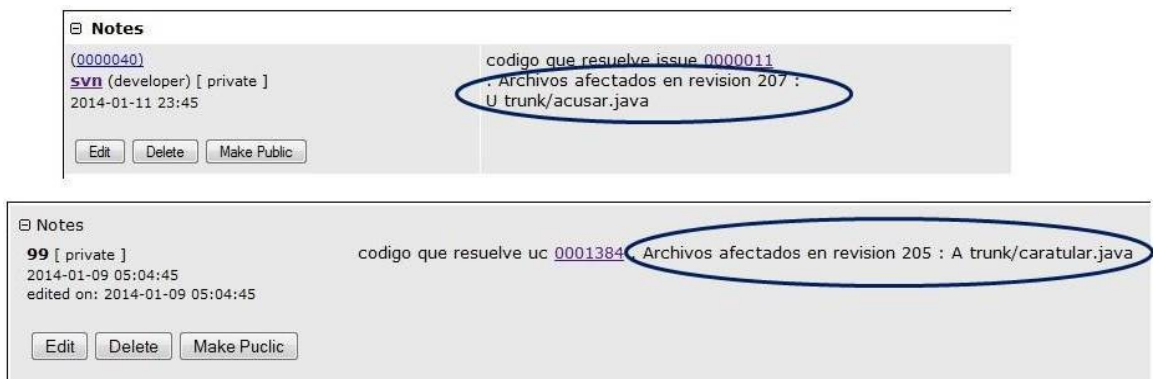 Notes
(0000040)
svn (developer) [ private ]
2014-01-11 23:45
codigo que resuelve issue 0000011
. Archivos afectados en revision 207 :
U trunk/acusar.java
Edit Delete Make Public
Notes
99 [ private ]
2014-01-09 05:04:45
edited on: 2014-01-09 05:04:45
codigo que resuelve uc 0001384 . Archivos afectados en revision 205 : A trunk/caratular.java
Edit Delete Make Puclic